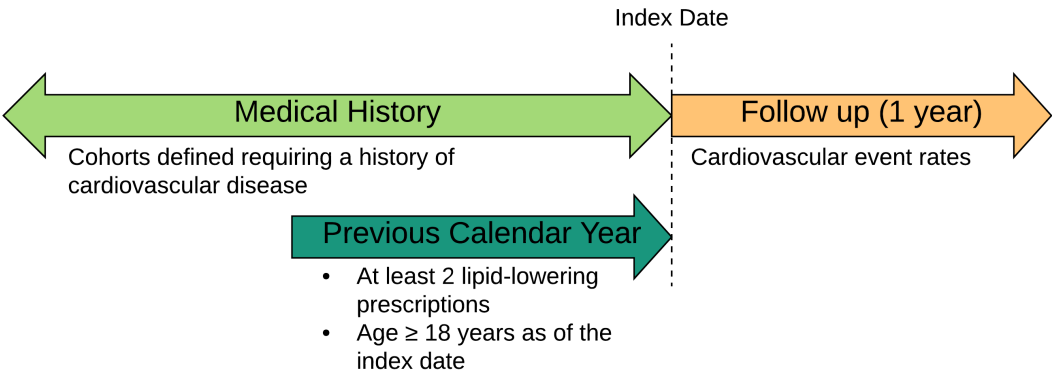 Index Date
Medical History
Follow up (1 year)
Cohorts defined requiring a history of
cardiovascular disease
Cardiovascular event rates
Previous Calendar Year
• At least 2 lipid-lowering
prescriptions
• Age ≥ 18 years as of the
index date